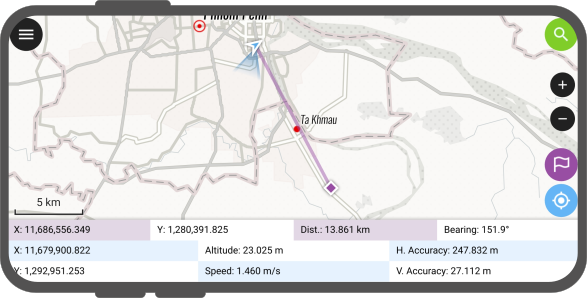 Phnom Penh
Ta Khmau
5 km
X: 11,686,556.349 Y: 1,280,391.825 Dist.: 13.861 km Bearing: 151.9°
X: 11,679,900.822 Altitude: 23.025 m H. Accuracy: 247.832 m
Y: 1,292,951.253 Speed: 1.460 m/s V. Accuracy: 27.112 m